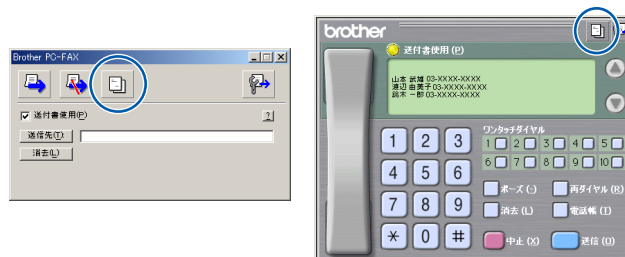 Brother PC-FAX
送付書使用(P)
?
送信先(T):
消去(L)
brother
送付書使用 (P)
山本 武雄 03-XXXX-XXXX
渡辺 由美子 03-XXXX-XXXX
鈴木 一郎 03-XXXX-XXXX
ワンタッチダイヤル
1 2 3 4 5
6 7 8 9 10
1 2 3
4 5 6
7 8 9
* 0 #
ポーズ (-)
再ダイヤル (R)
消去 (L)
電話帳 (T)
中止 (X)
送信 (O)